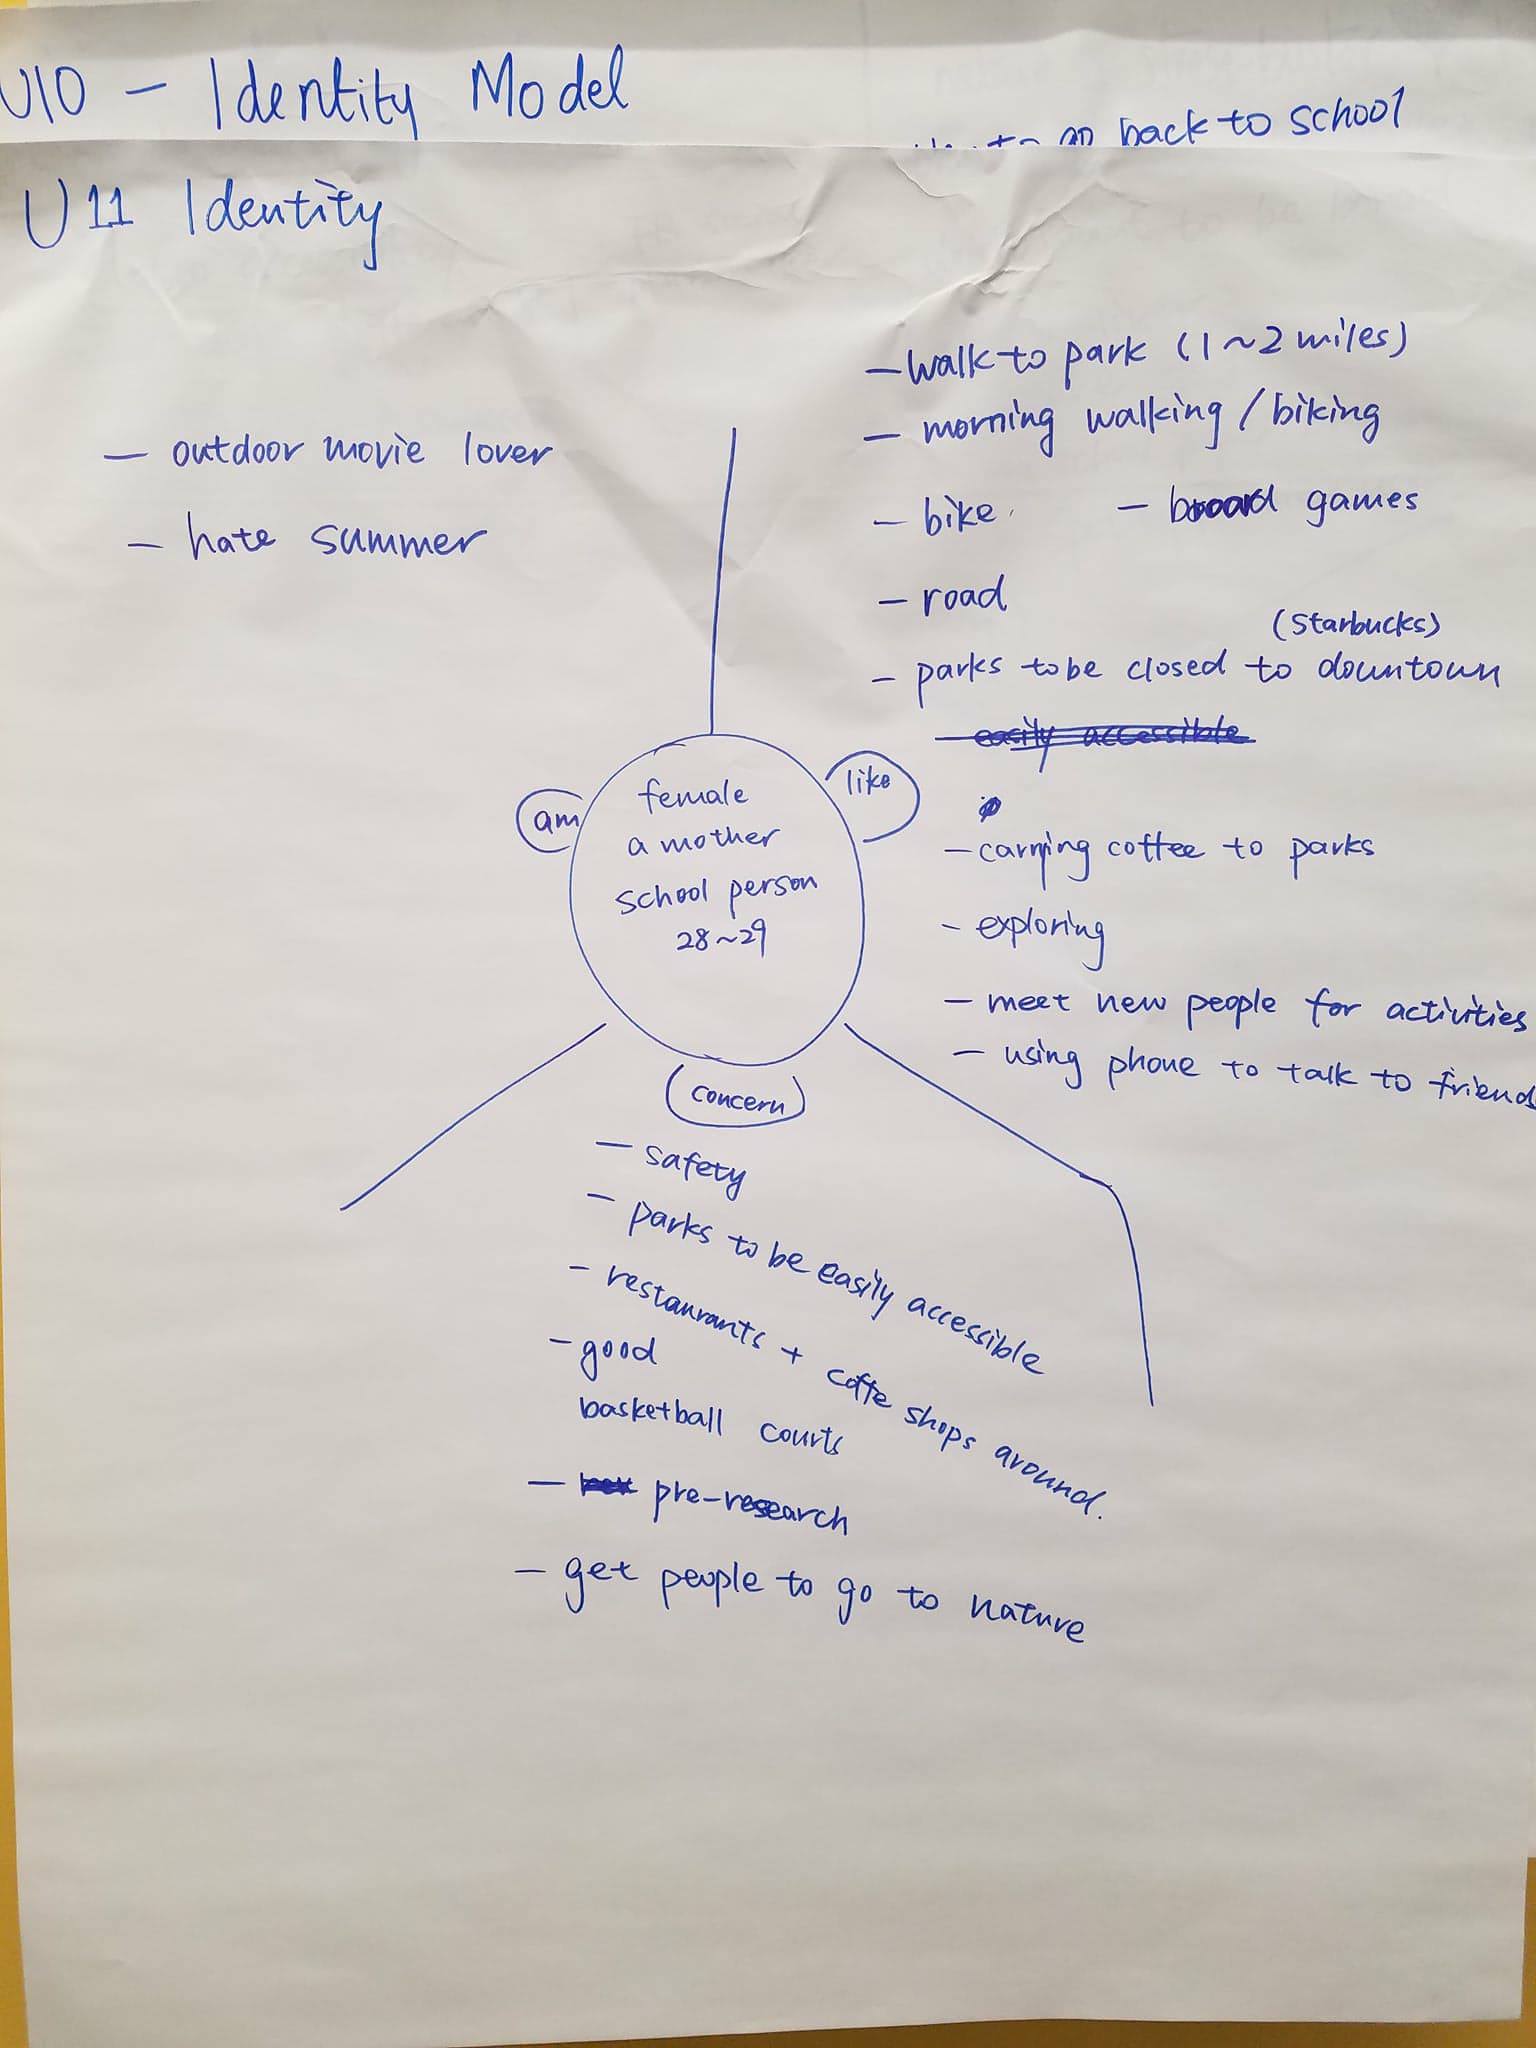 U10 - Identity Model
back to school
U11 Identity
- outdoor movie lover
- hate summer
- walk to park (1~2 miles)
- morning walking / biking
- bike
- board games
- road
(Starbucks)
- parks to be closed to downtown
- easily accessible
- carrying coffee to parks
- exploring
- meet new people for activities
- using phone to talk to friends
am
like
female
a mother
school person
28~29
concern
- safety
- parks to be easily accessible
- restaurants + coffe shops around.
- good
basketball courts
- pre-research
- get people to go to nature